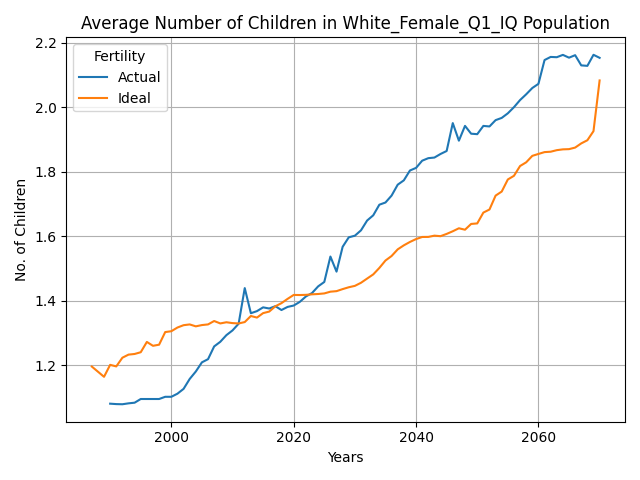 Average Number of Children in White_Female_Q1_IQ Population
Fertility
Actual
Ideal
No. of Children
2.2
2.0
1.8
1.6
1.4
1.2
2000
2020
2040
2060
Years